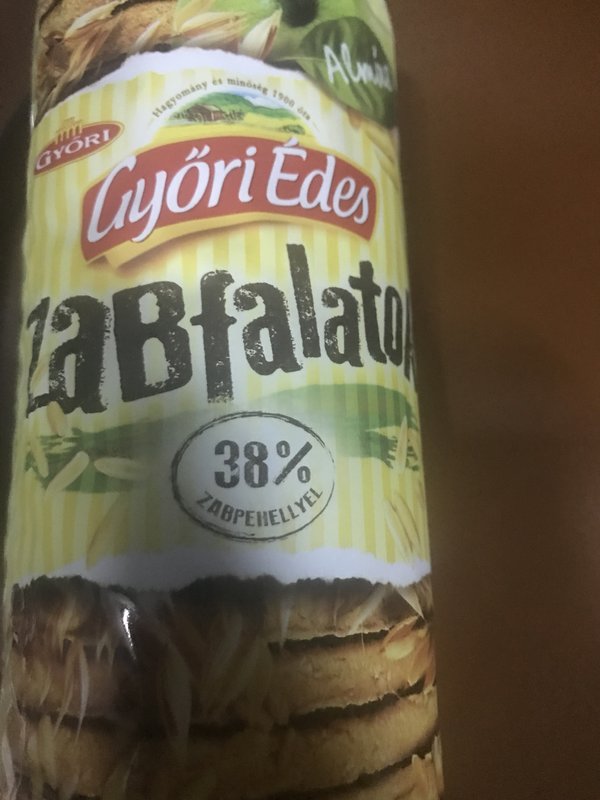 Almás
Hagyomány és minőség 1900 óta
GYŐRI
Győri Édes
zaBfalatok
38%
ZABPEHELLYEL